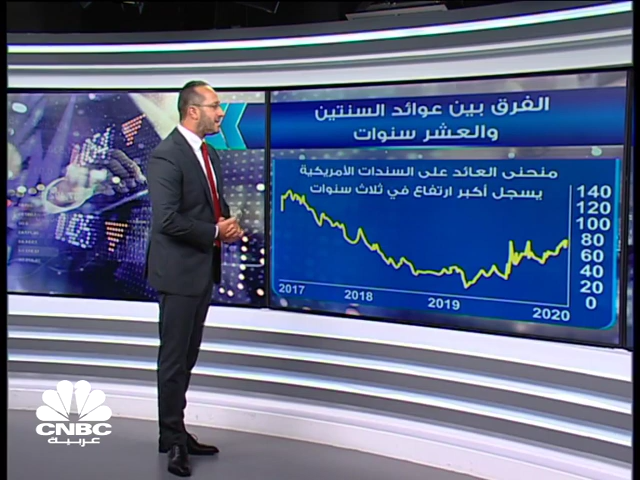 الفرق بين عوائد السنتين
والعشر سنوات
منحنى العائد على السندات الأمريكية
يسجل أكبر ارتفاع في ثلاث سنوات
140
120
100
80
60
40
20
0
2017
2018
2019
2020
CNBC
عربية